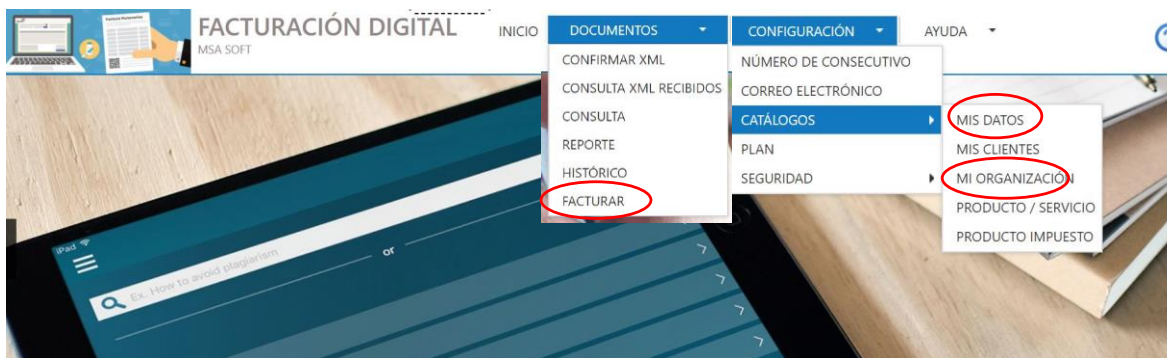 FACTURACIÓN DIGITAL
MSA SOFT
INICIO
DOCUMENTOS
CONFIGURACIÓN
AYUDA
CONFIRMAR XML
CONSULTA XML RECIBIDOS
CONSULTA
REPORTE
HISTÓRICO
FACTURAR
NÚMERO DE CONSECUTIVO
CORREO ELECTRÓNICO
CATÁLOGOS
PLAN
SEGURIDAD
MIS DATOS
MIS CLIENTES
MI ORGANIZACIÓN
PRODUCTO / SERVICIO
PRODUCTO IMPUESTO
iPad
Ex. How to avoid plagiarism
or